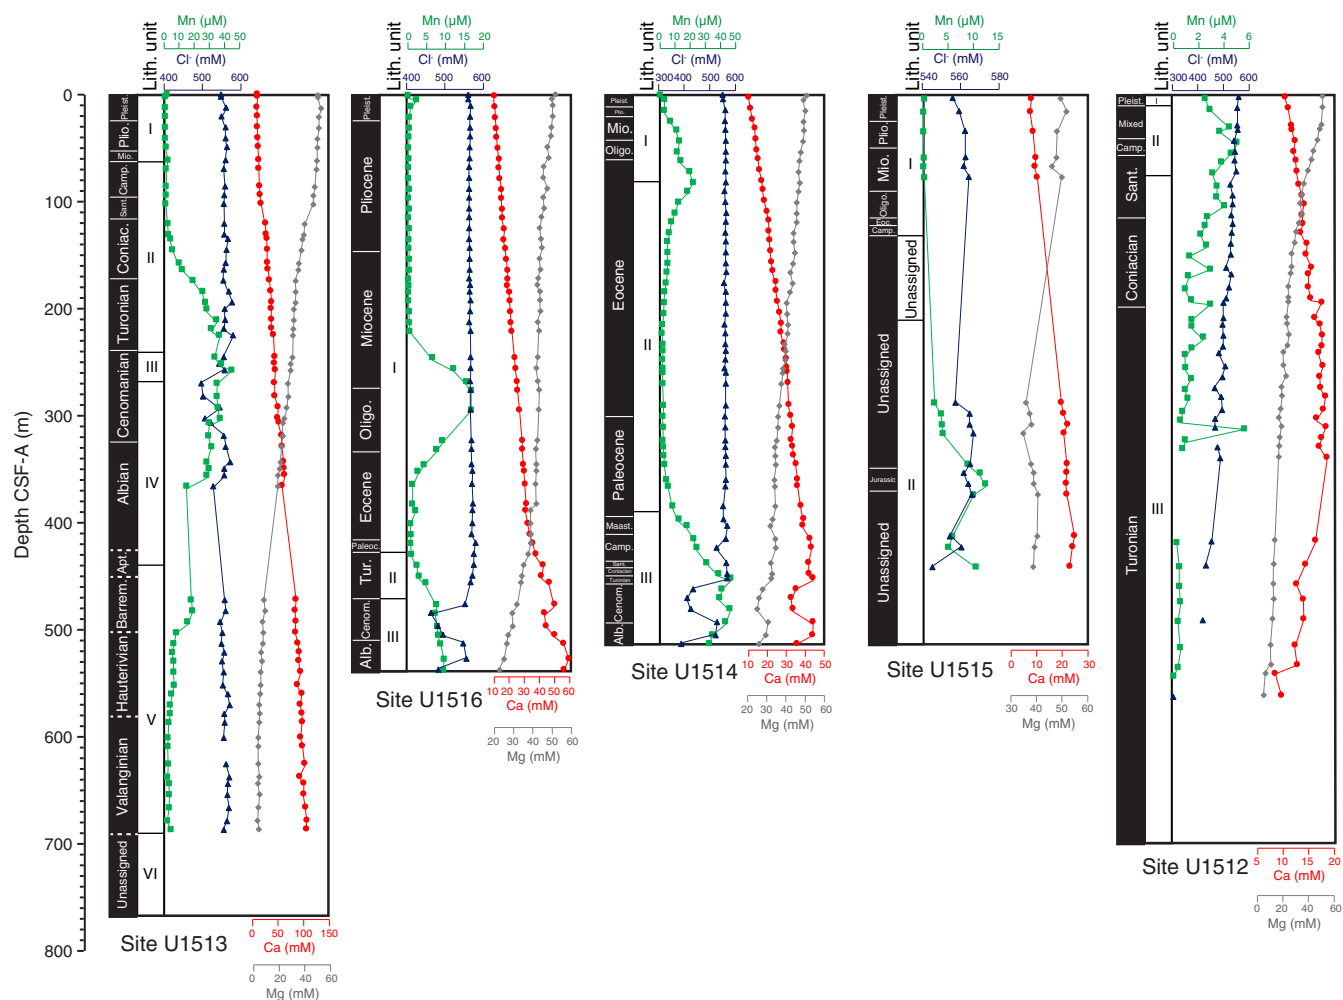 Depth CSF-A (m)
0
100
200
300
400
500
600
700
800
Lith. unit
Mn (µM)
0 10 20 30 40 50
Cl⁻ (mM)
400 500 600
Pleist.
Plio.
Mio.
Camp.
Sant.
Coniac.
Turonian
Cenomanian
Albian
Apt.
Barrem.
Hauterivian
Valanginian
Unassigned
I
II
III
IV
V
VI
Site U1513
0 50 100 150
Ca (mM)
0 20 40 60
Mg (mM)
Lith. unit
Mn (µM)
0 5 10 15 20
Cl⁻ (mM)
400 500 600
Pleist.
Pliocene
Miocene
Oligo.
Eocene
Paleoc.
Tur.
Cenom.
Alb.
I
II
III
Site U1516
10 20 30 40 50 60
Ca (mM)
20 30 40 50 60
Mg (mM)
Lith. unit
Mn (µM)
0 10 20 30 40 50
Cl⁻ (mM)
300 400 500 600
Pleist.
Plio.
Mio.
Oligo.
Eocene
Paleocene
Maast.
Camp.
Sant.
Coniacian
Turonian
Cenom.
Alb.
I
II
III
Site U1514
10 20 30 40 50
Ca (mM)
20 30 40 50 60
Mg (mM)
Lith. unit
Mn (µM)
0 5 10 15
Cl⁻ (mM)
540 560 580
Pleist.
Plio.
Mio.
Oligo.
Eoc.
Camp.
Unassigned
Jurassic
Unassigned
I
Unassigned
II
Site U1515
0 10 20 30
Ca (mM)
30 40 50 60
Mg (mM)
Lith. unit
Mn (µM)
0 2 4 6
Cl⁻ (mM)
300 400 500 600
Pleist.
Mixed
Camp.
Sant.
Coniacian
Turonian
I
II
III
Site U1512
5 10 15 20
Ca (mM)
0 20 40 60
Mg (mM)